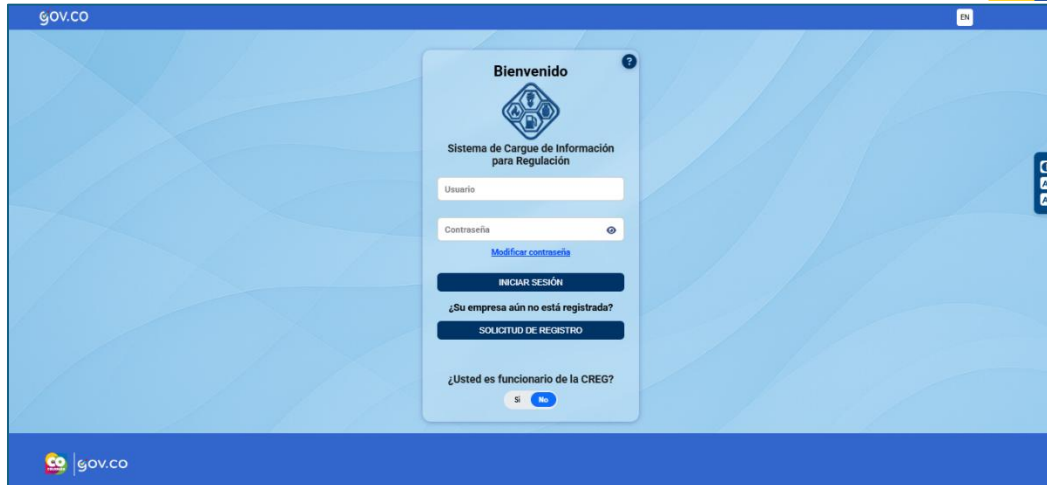 GOV.CO
EN
?
Bienvenido
Sistema de Cargue de Información
para Regulación
Usuario
Contraseña
Modificar contraseña
INICIAR SESIÓN
¿Su empresa aún no está registrada?
SOLICITUD DE REGISTRO
¿Usted es funcionario de la CREG?
Si No
CO GOV.CO